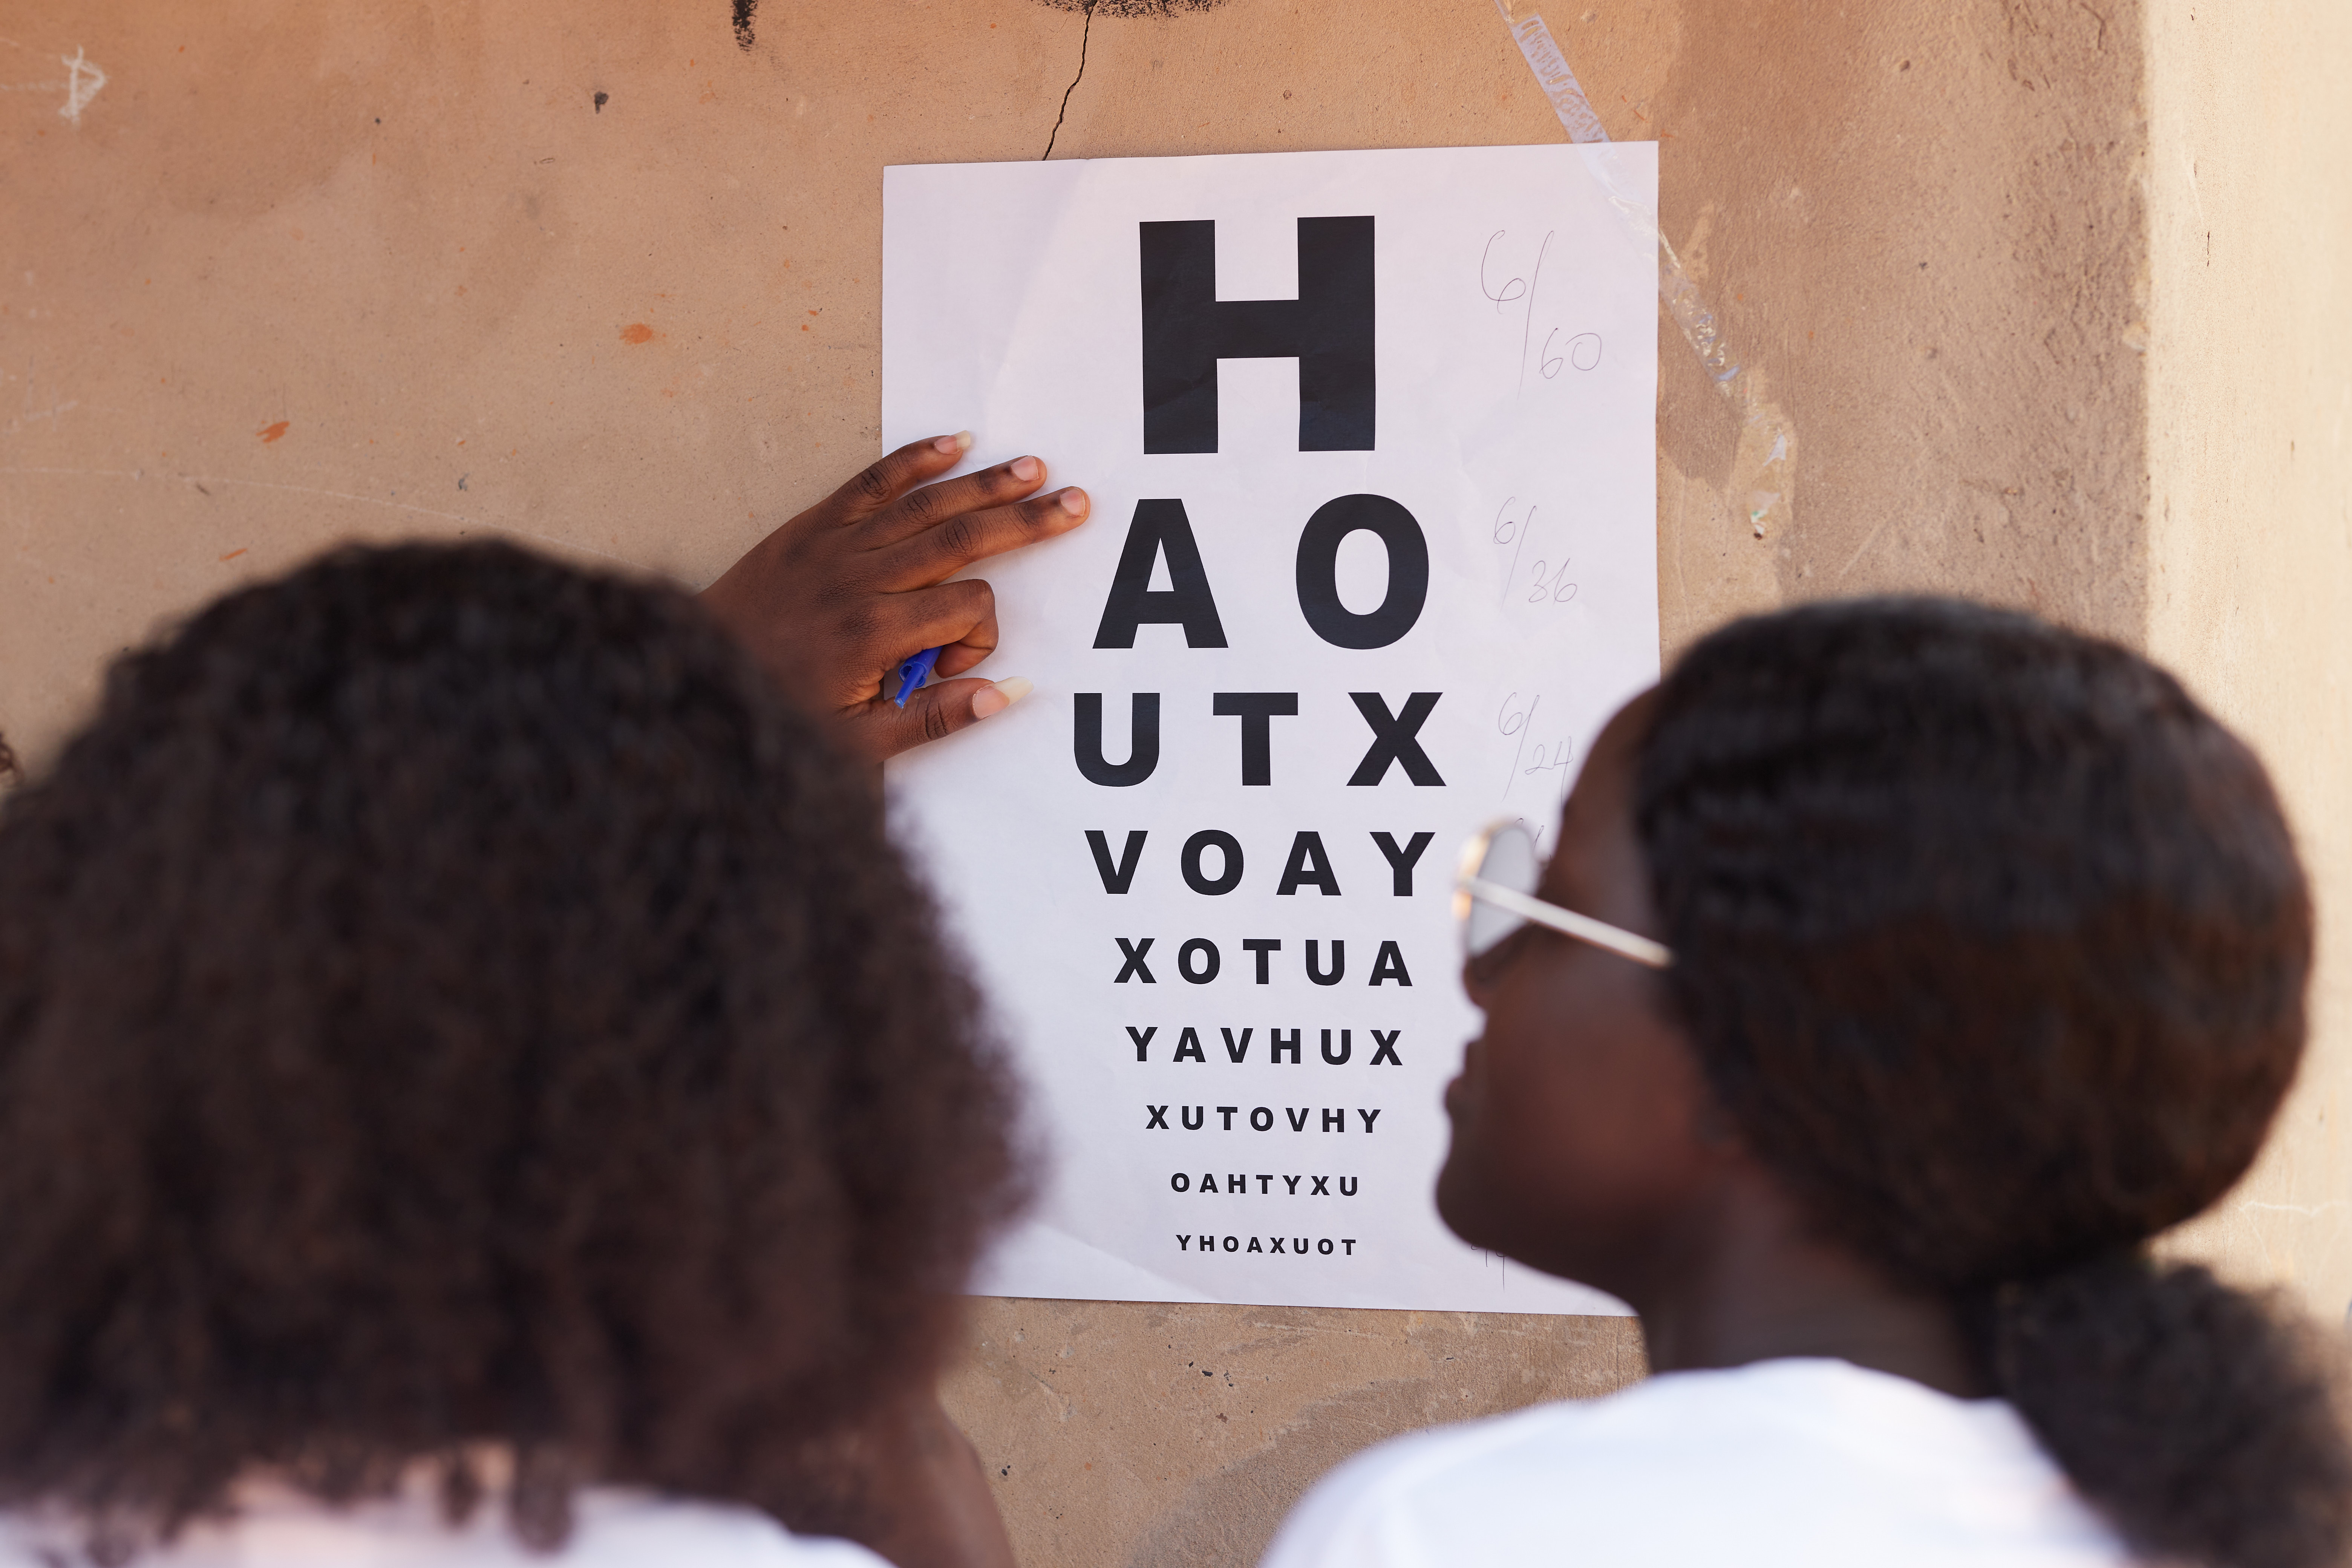 H 6/60
A O 6/36
U T X 6/24
V O A Y
X O T U A
Y A V H U X
X U T O V H Y
O A H T Y X U
Y H O A X U O T